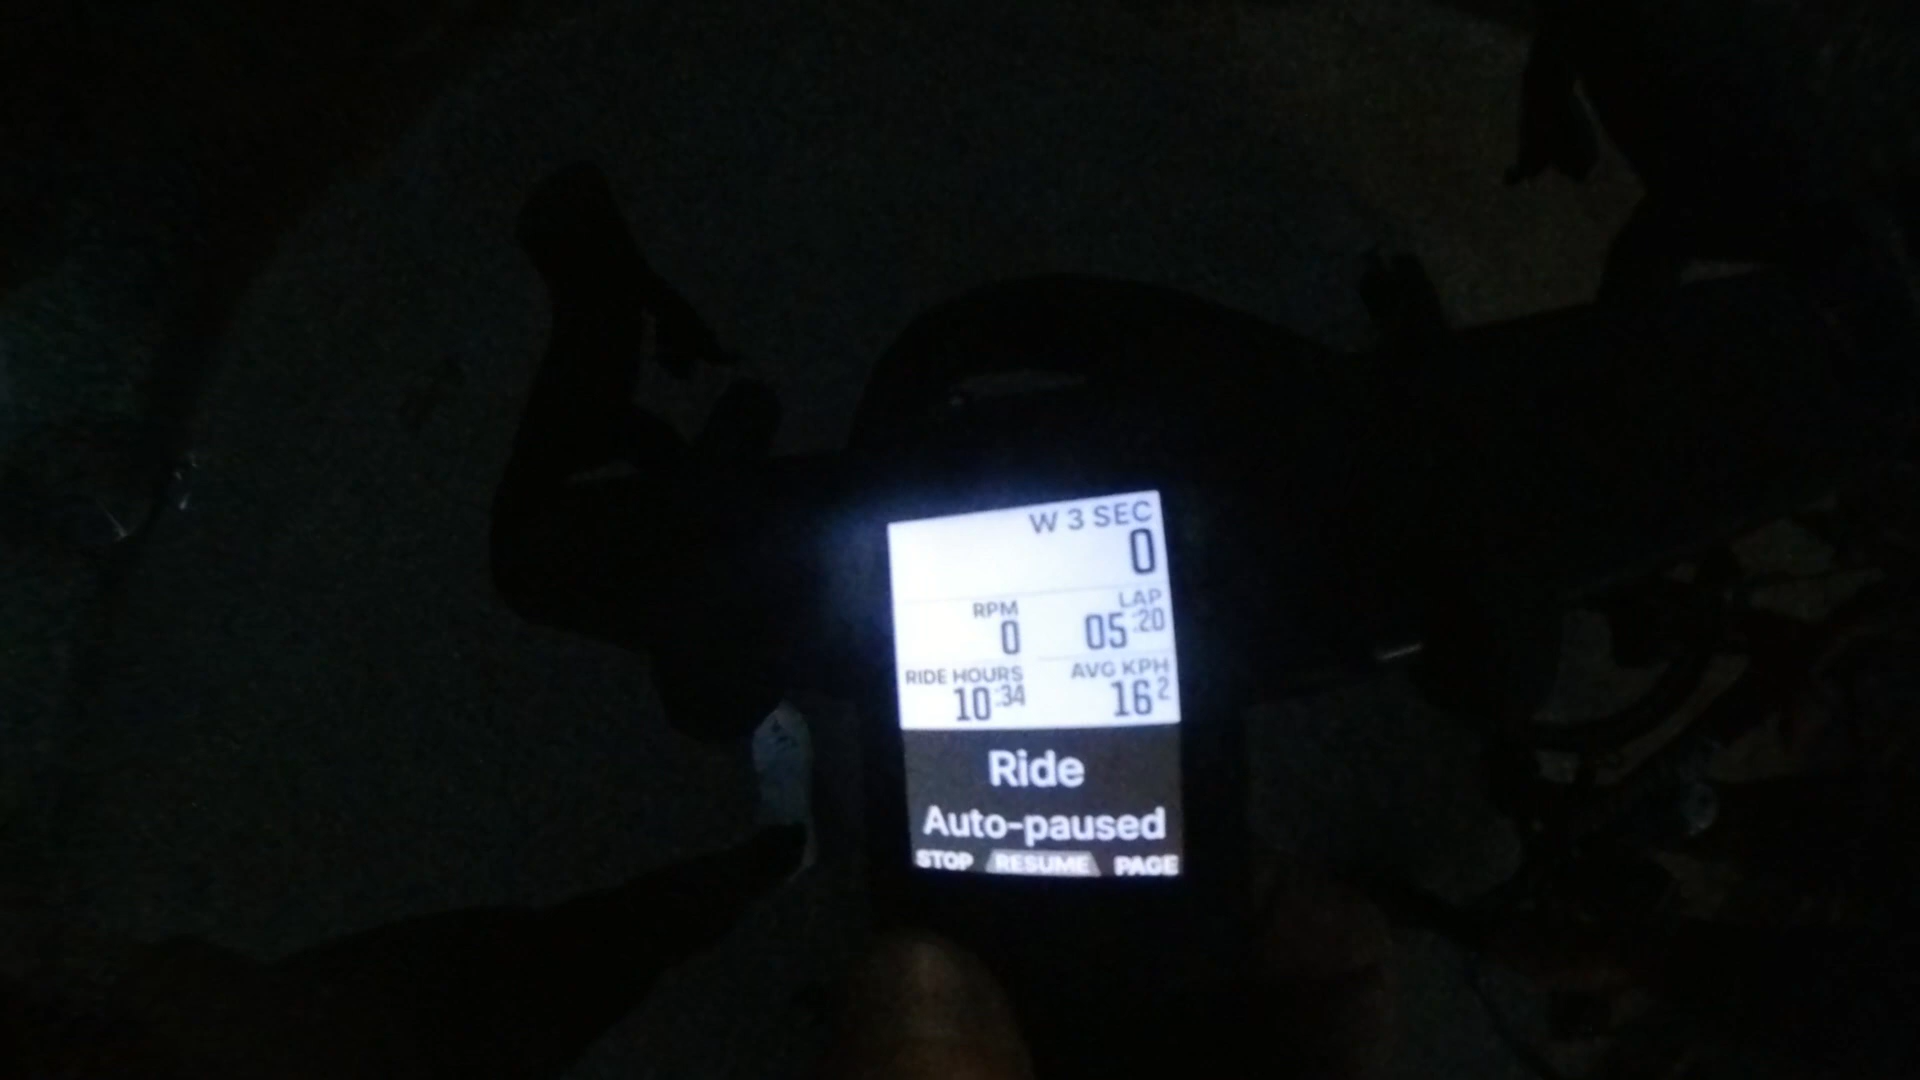 W 3 SEC
0
RPM LAP
0 05:20
RIDE HOURS AVG KPH
10:34 16 2
Ride
Auto-paused
STOP RESUME PAGE